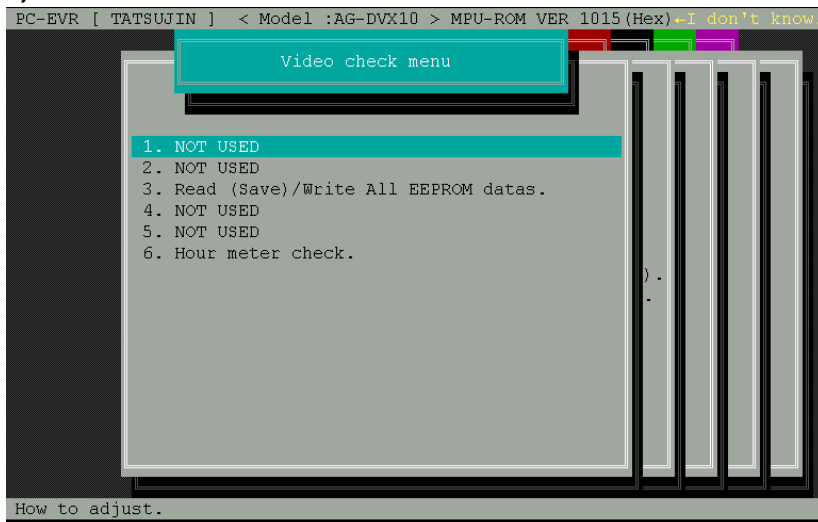 PC-EVR [ TATSUJIN ] < Model :AG-DVX10 > MPU-ROM VER 1015(Hex)←I don't know
Video check menu
1. NOT USED
2. NOT USED
3. Read (Save)/Write All EEPROM datas.
4. NOT USED
5. NOT USED
6. Hour meter check.
).
.
How to adjust.